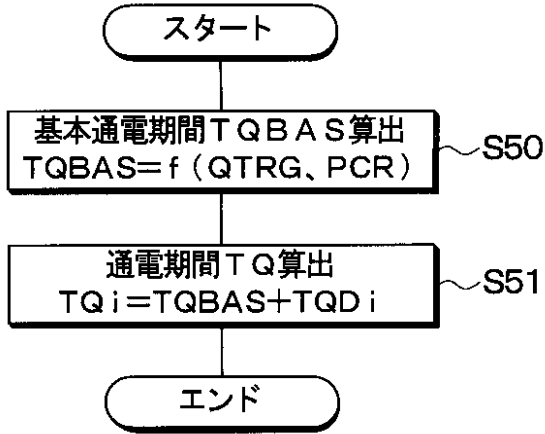 スタート
基本通電期間TQBAS算出
TQBAS=f(QTRG、PCR)
S50
通電期間TQ算出
TQi=TQBAS+TQDi
S51
エンド